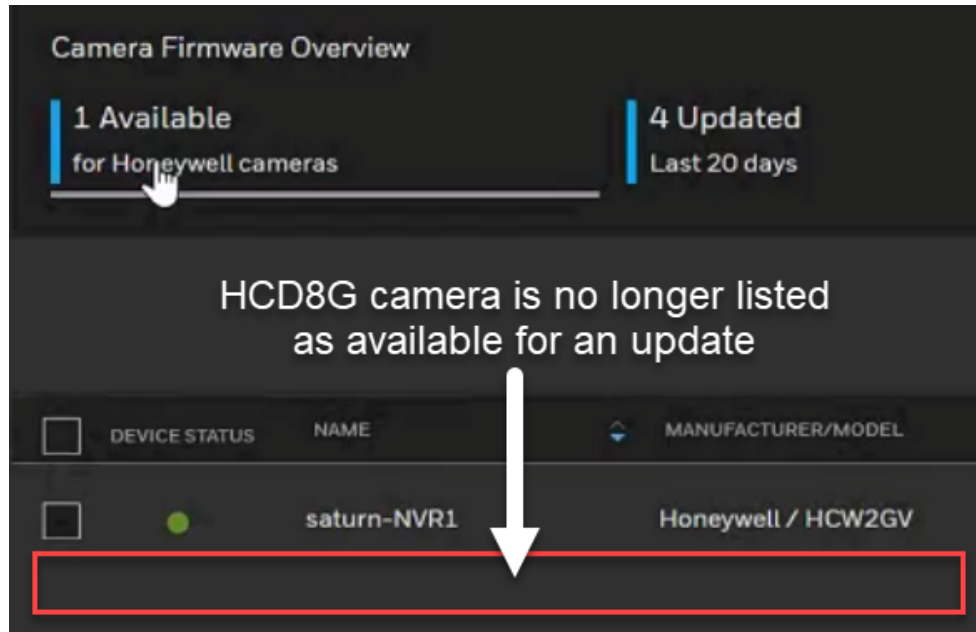 Camera Firmware Overview
1 Available
for Honeywell cameras
4 Updated
Last 20 days
HCD8G camera is no longer listed
as available for an update
DEVICE STATUS NAME MANUFACTURER/MODEL
saturn-NVR1 Honeywell / HCW2GV